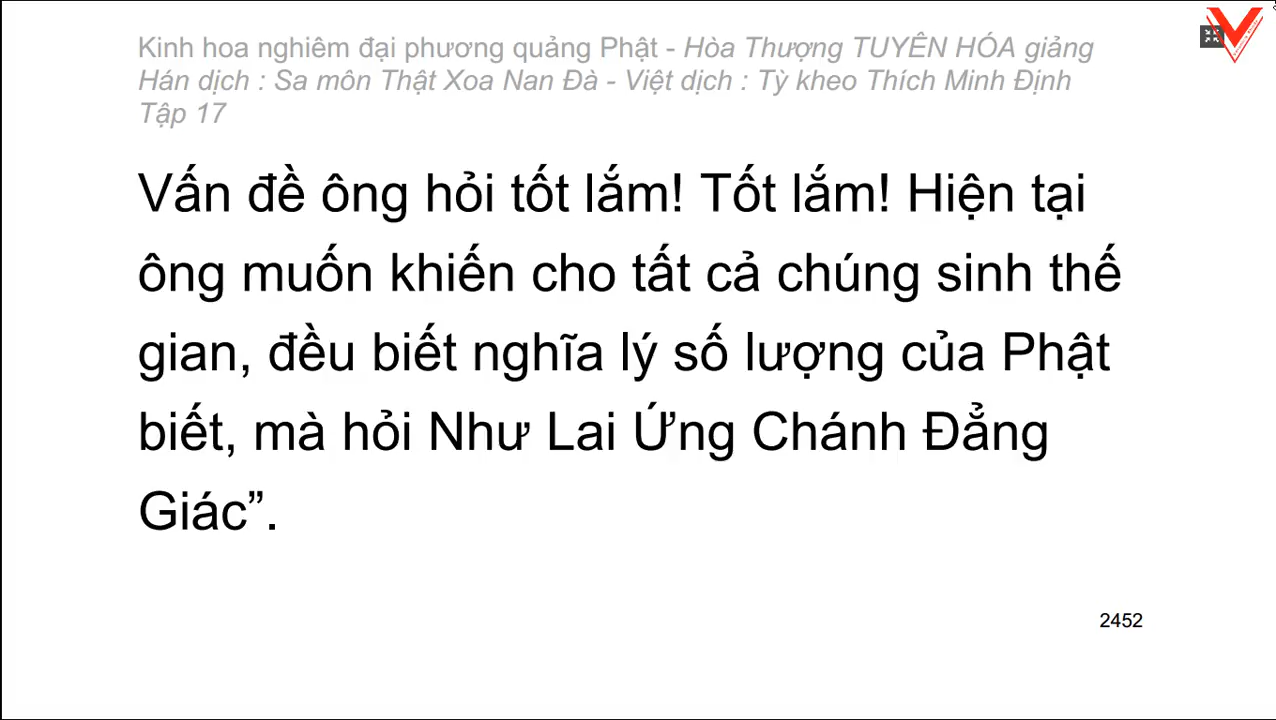 Kinh hoa nghiêm đại phương quảng Phật - Hòa Thượng TUYÊN HÓA giảng
Hán dịch : Sa môn Thật Xoa Nan Đà - Việt dịch : Tỳ kheo Thích Minh Định
Tập 17
Vấn đề ông hỏi tốt lắm! Tốt lắm! Hiện tại
ông muốn khiến cho tất cả chúng sinh thế
gian, đều biết nghĩa lý số lượng của Phật
biết, mà hỏi Như Lai Ứng Chánh Đẳng
Giác”.
2452